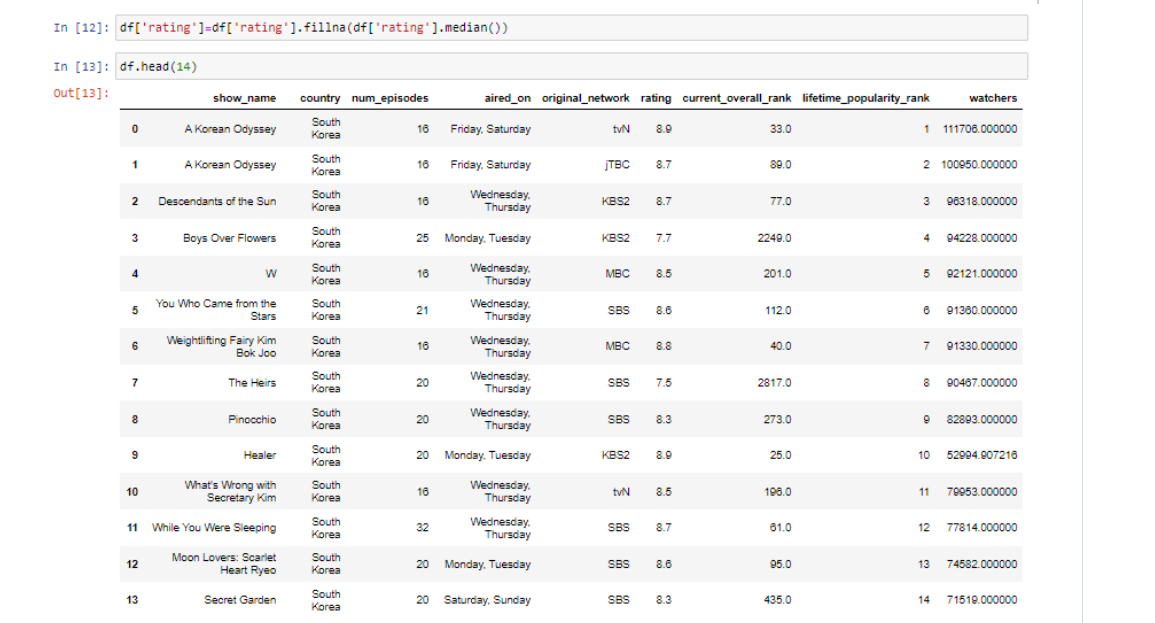 In [12]: df['rating']=df['rating'].fillna(df['rating'].median())
In [13]: df.head(14)
Out[13]:
show_name country num_episodes aired_on original_network rating current_overall_rank lifetime_popularity_rank watchers
0 A Korean Odyssey South Korea 16 Friday, Saturday tvN 8.9 33.0 1 111706.000000
1 A Korean Odyssey South Korea 16 Friday, Saturday jTBC 8.7 89.0 2 100950.000000
2 Descendants of the Sun South Korea 16 Wednesday, Thursday KBS2 8.7 77.0 3 96318.000000
3 Boys Over Flowers South Korea 25 Monday, Tuesday KBS2 7.7 2249.0 4 94228.000000
4 W South Korea 16 Wednesday, Thursday MBC 8.5 201.0 5 92121.000000
5 You Who Came from the Stars South Korea 21 Wednesday, Thursday SBS 8.6 112.0 6 91360.000000
6 Weightlifting Fairy Kim Bok Joo South Korea 16 Wednesday, Thursday MBC 8.8 40.0 7 91330.000000
7 The Heirs South Korea 20 Wednesday, Thursday SBS 7.5 2817.0 8 90467.000000
8 Pinocchio South Korea 20 Wednesday, Thursday SBS 8.3 273.0 9 82893.000000
9 Healer South Korea 20 Monday, Tuesday KBS2 8.9 25.0 10 52994.907216
10 What's Wrong with Secretary Kim South Korea 16 Wednesday, Thursday tvN 8.5 196.0 11 79953.000000
11 While You Were Sleeping South Korea 32 Wednesday, Thursday SBS 8.7 61.0 12 77814.000000
12 Moon Lovers: Scarlet Heart Ryeo South Korea 20 Monday, Tuesday SBS 8.6 95.0 13 74582.000000
13 Secret Garden South Korea 20 Saturday, Sunday SBS 8.3 435.0 14 71519.000000